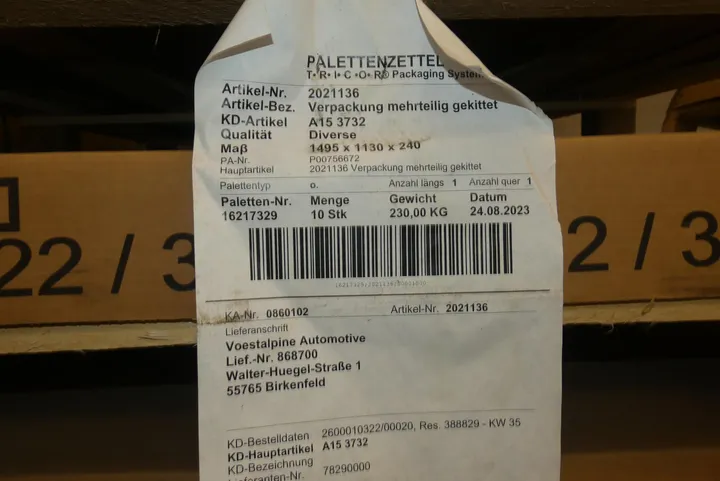 PALETTENZETTEL
T•R•I•C•O•R® Packaging System
Artikel-Nr. 2021136
Artikel-Bez. Verpackung mehrteilig gekittet
KD-Artikel A15 3732
Qualität Diverse
Maß 1495 x 1130 x 240
PA-Nr. P00756672
Hauptartikel 2021136 Verpackung mehrteilig gekittet
Palettentyp o. Anzahl längs 1 Anzahl quer 1
Paletten-Nr. Menge Gewicht Datum
16217329 10 Stk 230,00 KG 24.08.2023
22 / 3
2 / 3
KA-Nr. 0860102 Artikel-Nr. 2021136
Lieferanschrift
Voestalpine Automotive
Lief.-Nr. 868700
Walter-Huegel-Straße 1
55765 Birkenfeld
KD-Bestelldaten 2600010322/00020, Res. 388829 - KW 35
KD-Hauptartikel A15 3732
KD-Bezeichnung
Lieferanten-Nr. 78290000